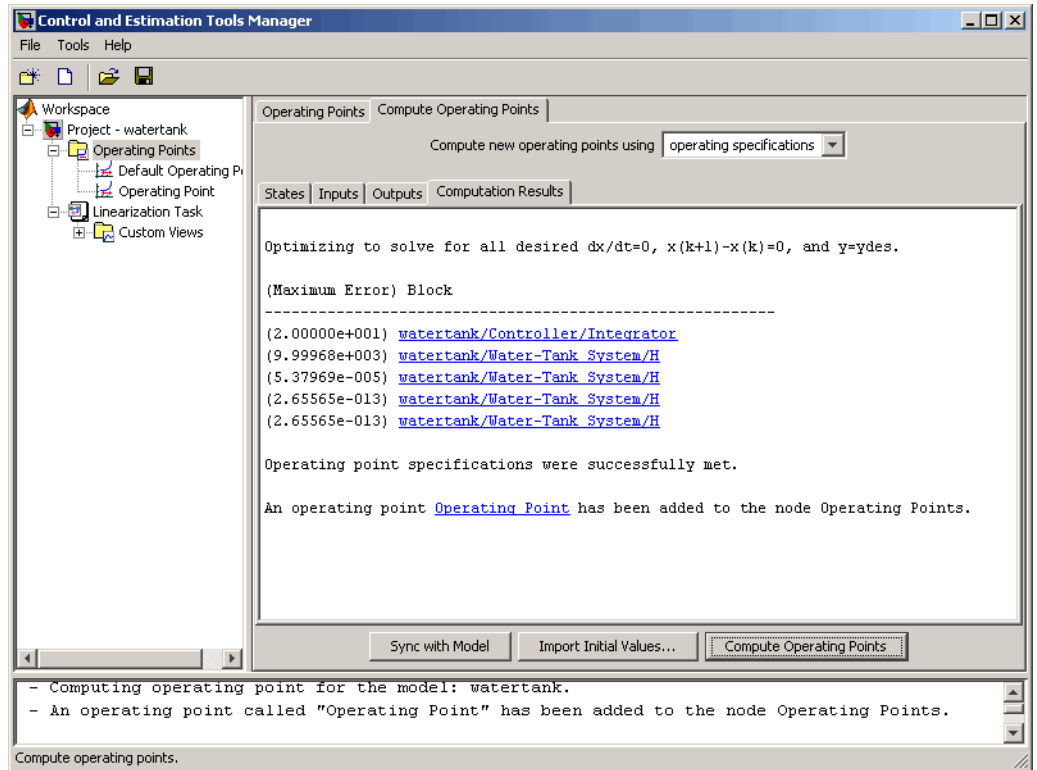 Control and Estimation Tools Manager
File Tools Help
Workspace
Project - watertank
Operating Points
Default Operating P
Operating Point
Linearization Task
Custom Views
Operating Points Compute Operating Points
Compute new operating points using operating specifications
States Inputs Outputs Computation Results
Optimizing to solve for all desired dx/dt=0, x(k+1)-x(k)=0, and y=ydes.
(Maximum Error) Block
----------------------------------------------------------
(2.00000e+001) watertank/Controller/Integrator
(9.99968e+003) watertank/Water-Tank System/H
(5.37969e-005) watertank/Water-Tank System/H
(2.65565e-013) watertank/Water-Tank System/H
(2.65565e-013) watertank/Water-Tank System/H
Operating point specifications were successfully met.
An operating point Operating Point has been added to the node Operating Points.
Sync with Model Import Initial Values... Compute Operating Points
- Computing operating point for the model: watertank.
- An operating point called "Operating Point" has been added to the node Operating Points.
Compute operating points.